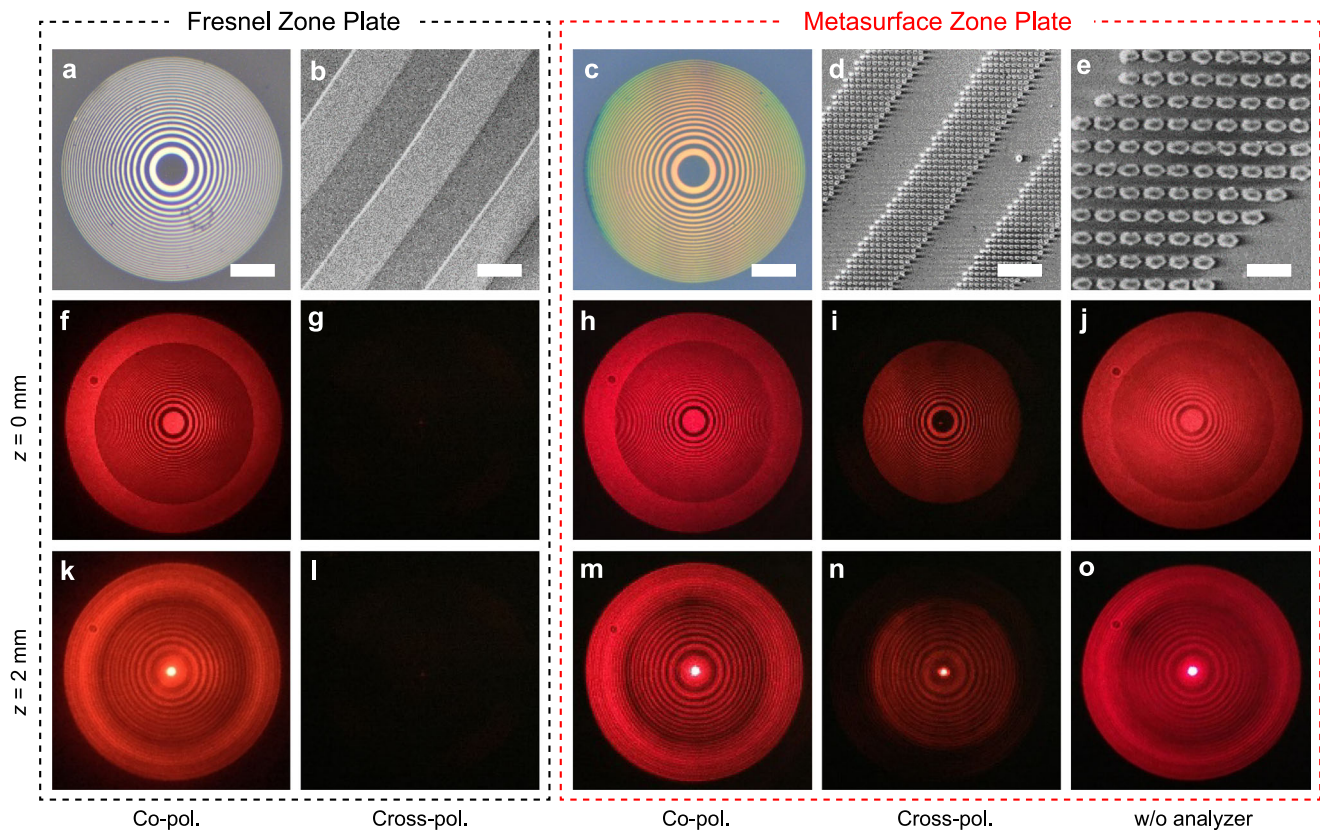 Fresnel Zone Plate
Metasurface Zone Plate
a
b
c
d
e
f
g
h
i
j
z = 0 mm
k
l
m
n
o
z = 2 mm
Co-pol.
Cross-pol.
Co-pol.
Cross-pol.
w/o analyzer